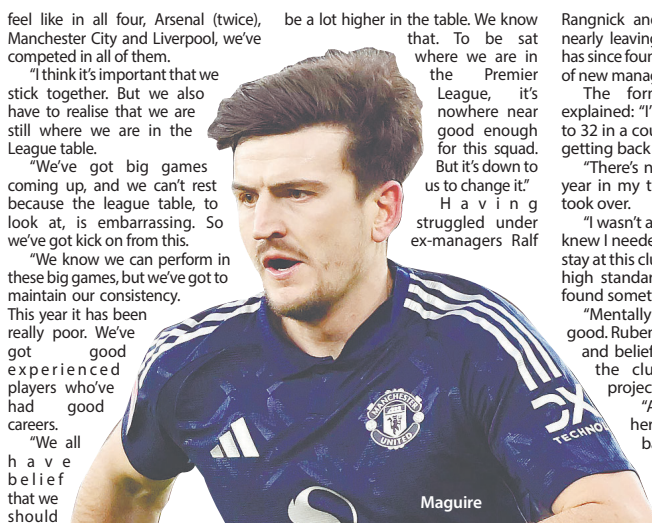 feel like in all four, Arsenal (twice),
Manchester City and Liverpool, we've
competed in all of them.
"I think it's important that we
stick together. But we also
have to realise that we are
still where we are in the
League table.
"We've got big games
coming up, and we can't rest
because the league table, to
look at, is embarrassing. So
we've got kick on from this.
"We know we can perform in
these big games, but we've got to
maintain our consistency.
This year it has been
really poor. We've
got good
experienced
players who've
had good
careers.
"We all
have
belief
that we
should
be a lot higher in the table. We know
that. To be sat
where we are in
the Premier
League, it's
nowhere near
good enough
for this squad.
But it's down to
us to change it."
Having
struggled under
ex-managers Ralf
Rangnick and
nearly leaving
has since four
of new manag
The form
explained: "I'
to 32 in a cou
getting back
"There's n
year in my t
took over.
"I wasn't a
knew I neede
stay at this clu
high standar
found somet
"Mentally
good. Ruben
and belief
the clu
projec
"A
her
ba
MANCHESTER
UNITED
DX
TECHNO
Maguire